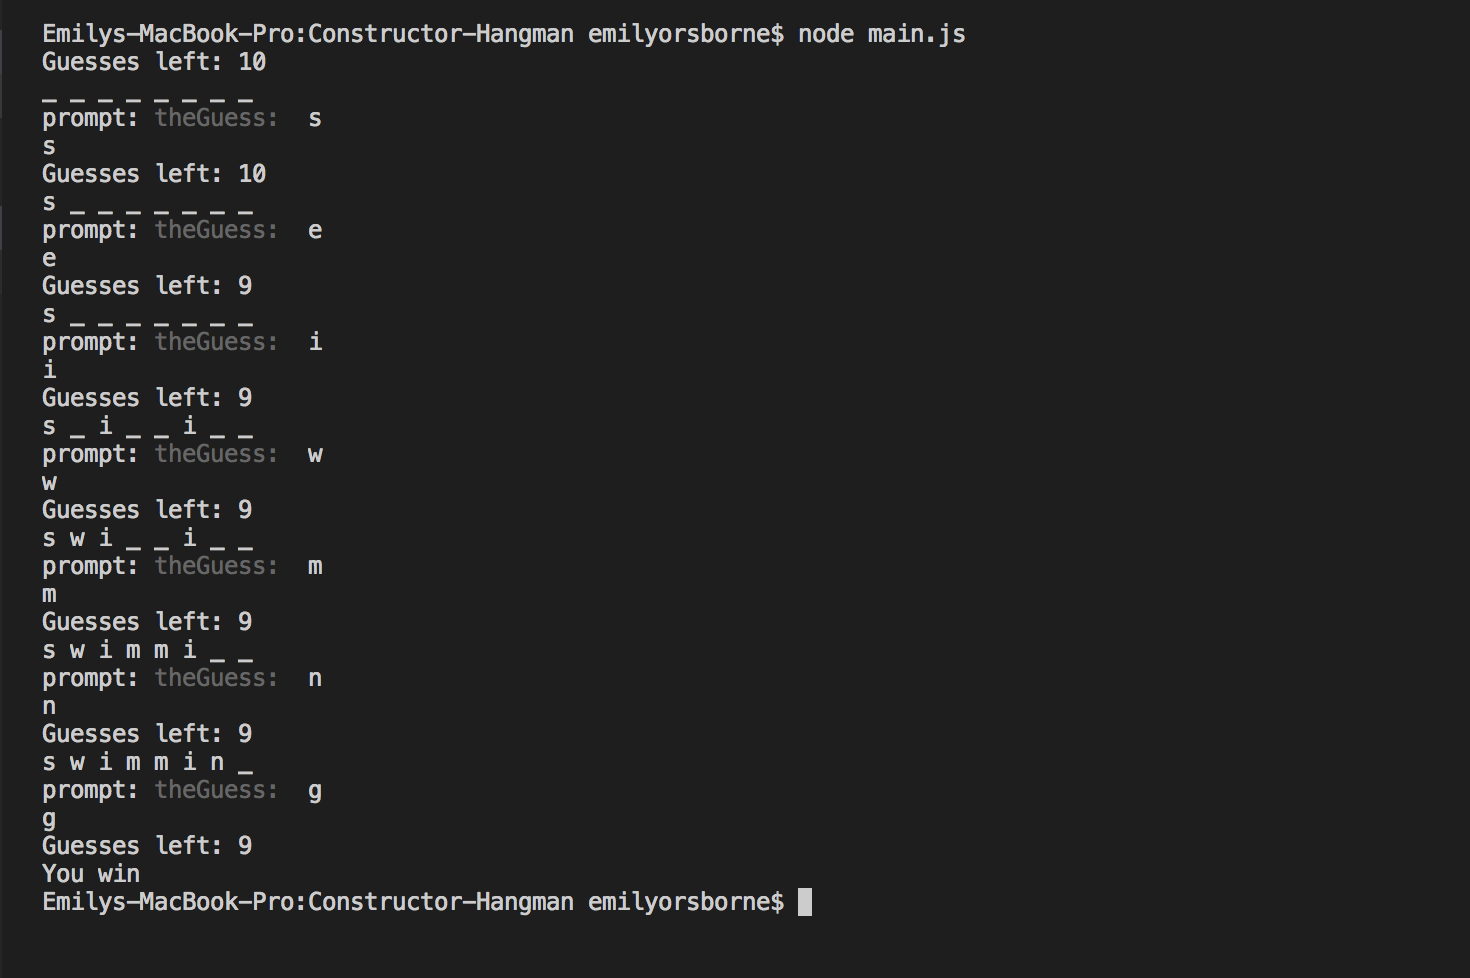 Emilys-MacBook-Pro:Constructor-Hangman emilyorsborne$ node main.js
Guesses left: 10
_ _ _ _ _ _ _ _
prompt: theGuess:  s
s
Guesses left: 10
s _ _ _ _ _ _ _
prompt: theGuess:  e
e
Guesses left: 9
s _ _ _ _ _ _ _
prompt: theGuess:  i
i
Guesses left: 9
s _ i _ _ i _ _
prompt: theGuess:  w
w
Guesses left: 9
s w i _ _ i _ _
prompt: theGuess:  m
m
Guesses left: 9
s w i m m i _ _
prompt: theGuess:  n
n
Guesses left: 9
s w i m m i n _
prompt: theGuess:  g
g
Guesses left: 9
You win
Emilys-MacBook-Pro:Constructor-Hangman emilyorsborne$